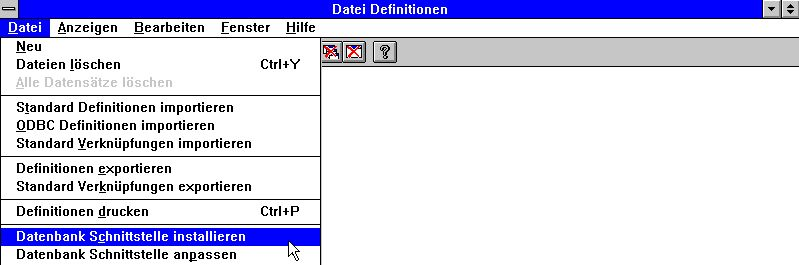 Datei Definitionen
Datei Anzeigen Bearbeiten Fenster Hilfe
Neu
Dateien löschen Ctrl+Y
Alle Datensätze löschen
Standard Definitionen importieren
ODBC Definitionen importieren
Standard Verknüpfungen importieren
Definitionen exportieren
Standard Verknüpfungen exportieren
Definitionen drucken Ctrl+P
Datenbank Schnittstelle installieren
Datenbank Schnittstelle anpassen
?